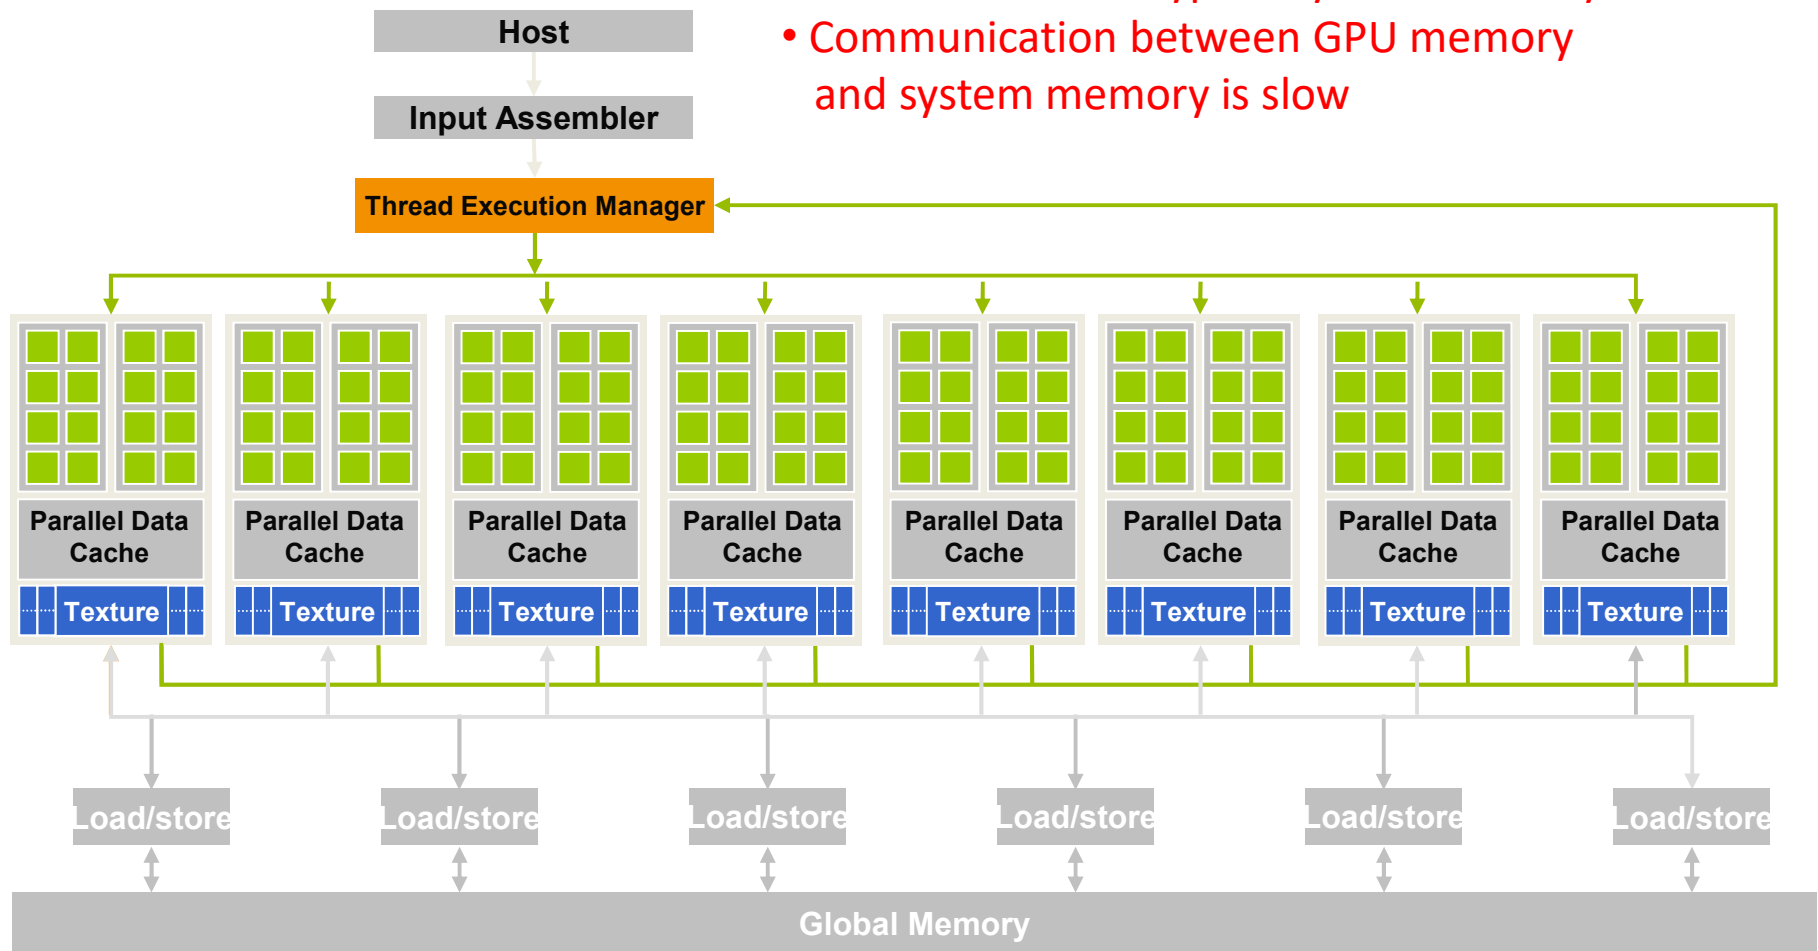 Host
• Communication between GPU memory
and system memory is slow
Input Assembler
Thread Execution Manager
Parallel Data
Cache
Parallel Data
Cache
Parallel Data
Cache
Parallel Data
Cache
Parallel Data
Cache
Parallel Data
Cache
Parallel Data
Cache
Parallel Data
Cache
Texture
Texture
Texture
Texture
Texture
Texture
Texture
Texture
Load/store
Load/store
Load/store
Load/store
Load/store
Load/store
Global Memory